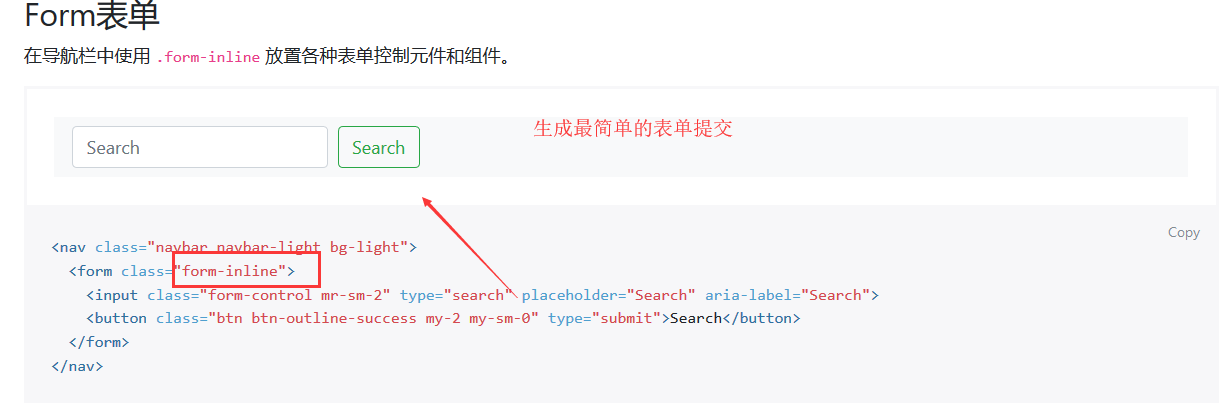 Form表单
在导航栏中使用 .form-inline 放置各种表单控制元件和组件。
生成最简单的表单提交
Search Search
Copy
<nav class="navbar navbar-light bg-light">
<form class="form-inline">
<input class="form-control mr-sm-2" type="search" placeholder="Search" aria-label="Search">
<button class="btn btn-outline-success my-2 my-sm-0" type="submit">Search</button>
</form>
</nav>